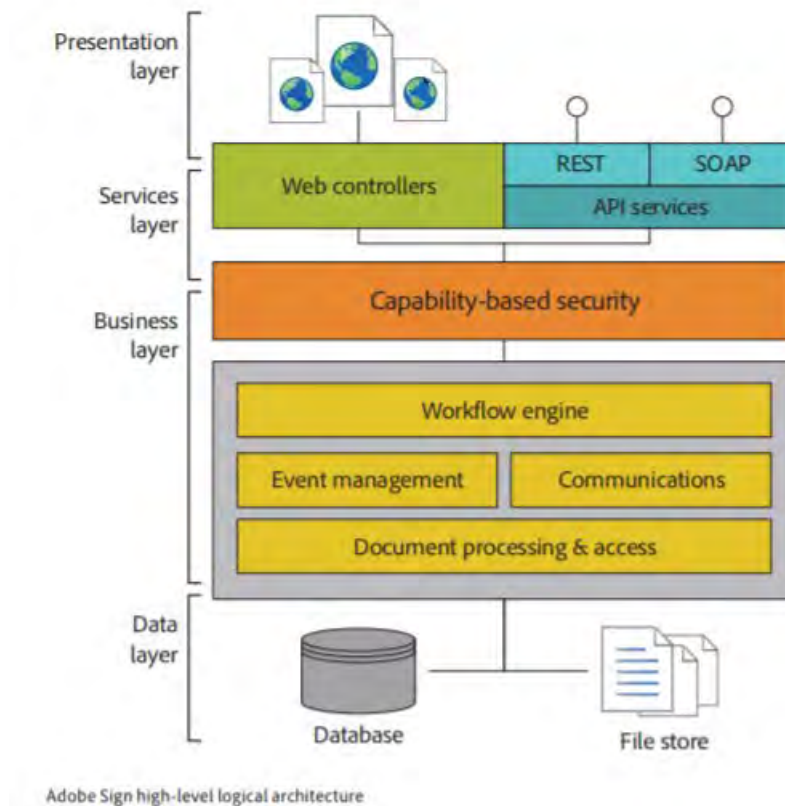 Presentation
layer
REST
SOAP
Web controllers
API services
Services
layer
Capability-based security
Business
layer
Workflow engine
Event management
Communications
Document processing & access
Data
layer
Database
File store
Adobe Sign high-level logical architecture